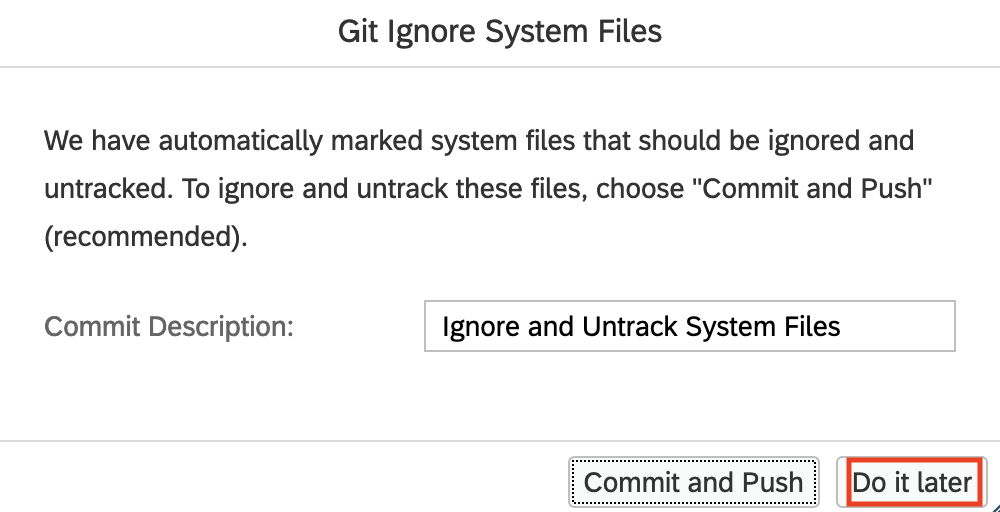 Git Ignore System Files
We have automatically marked system files that should be ignored and
untracked. To ignore and untrack these files, choose "Commit and Push"
(recommended).
Commit Description:
Ignore and Untrack System Files
Commit and Push
Do it later